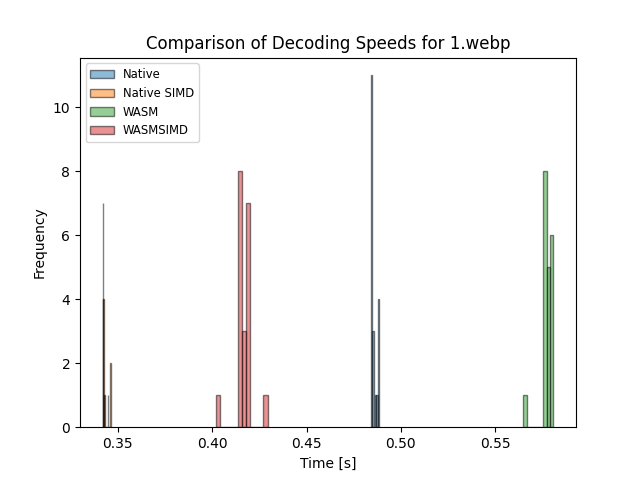 Comparison of Decoding Speeds for 1.webp
Native
Native SIMD
WASM
WASMSIMD
10
8
6
4
2
0
Frequency
0.35 0.40 0.45 0.50 0.55
Time [s]